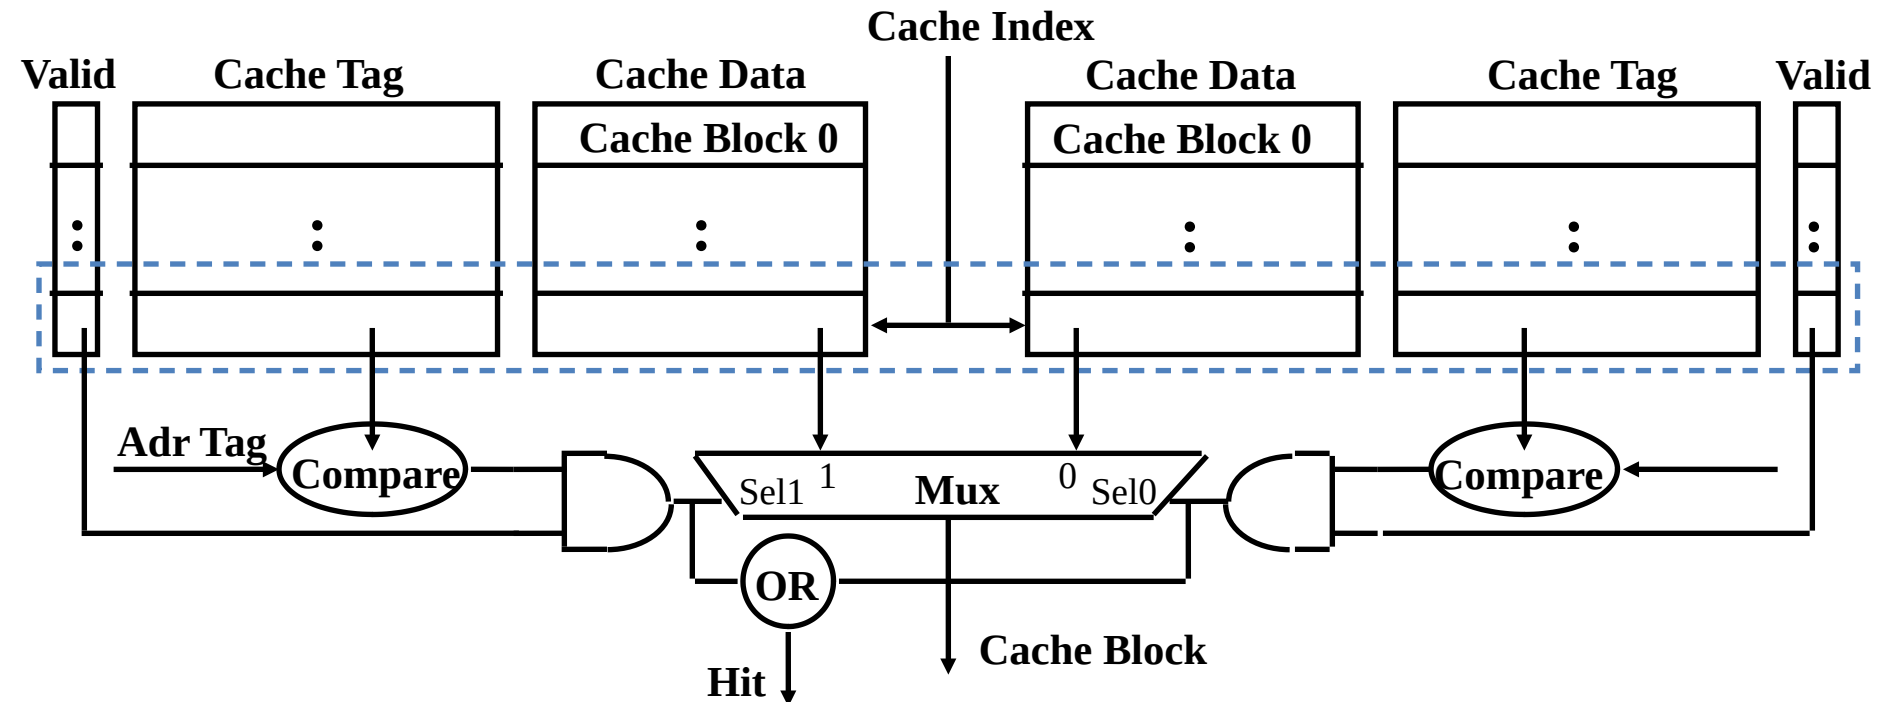 Cache Index
Valid
Cache Tag
Cache Data
Cache Data
Cache Tag
Valid
Cache Block 0
Cache Block 0
:
:
:
:
:
:
Adr Tag
Compare
Sel1
1
Mux
0
Sel0
Compare
OR
Hit
Cache Block